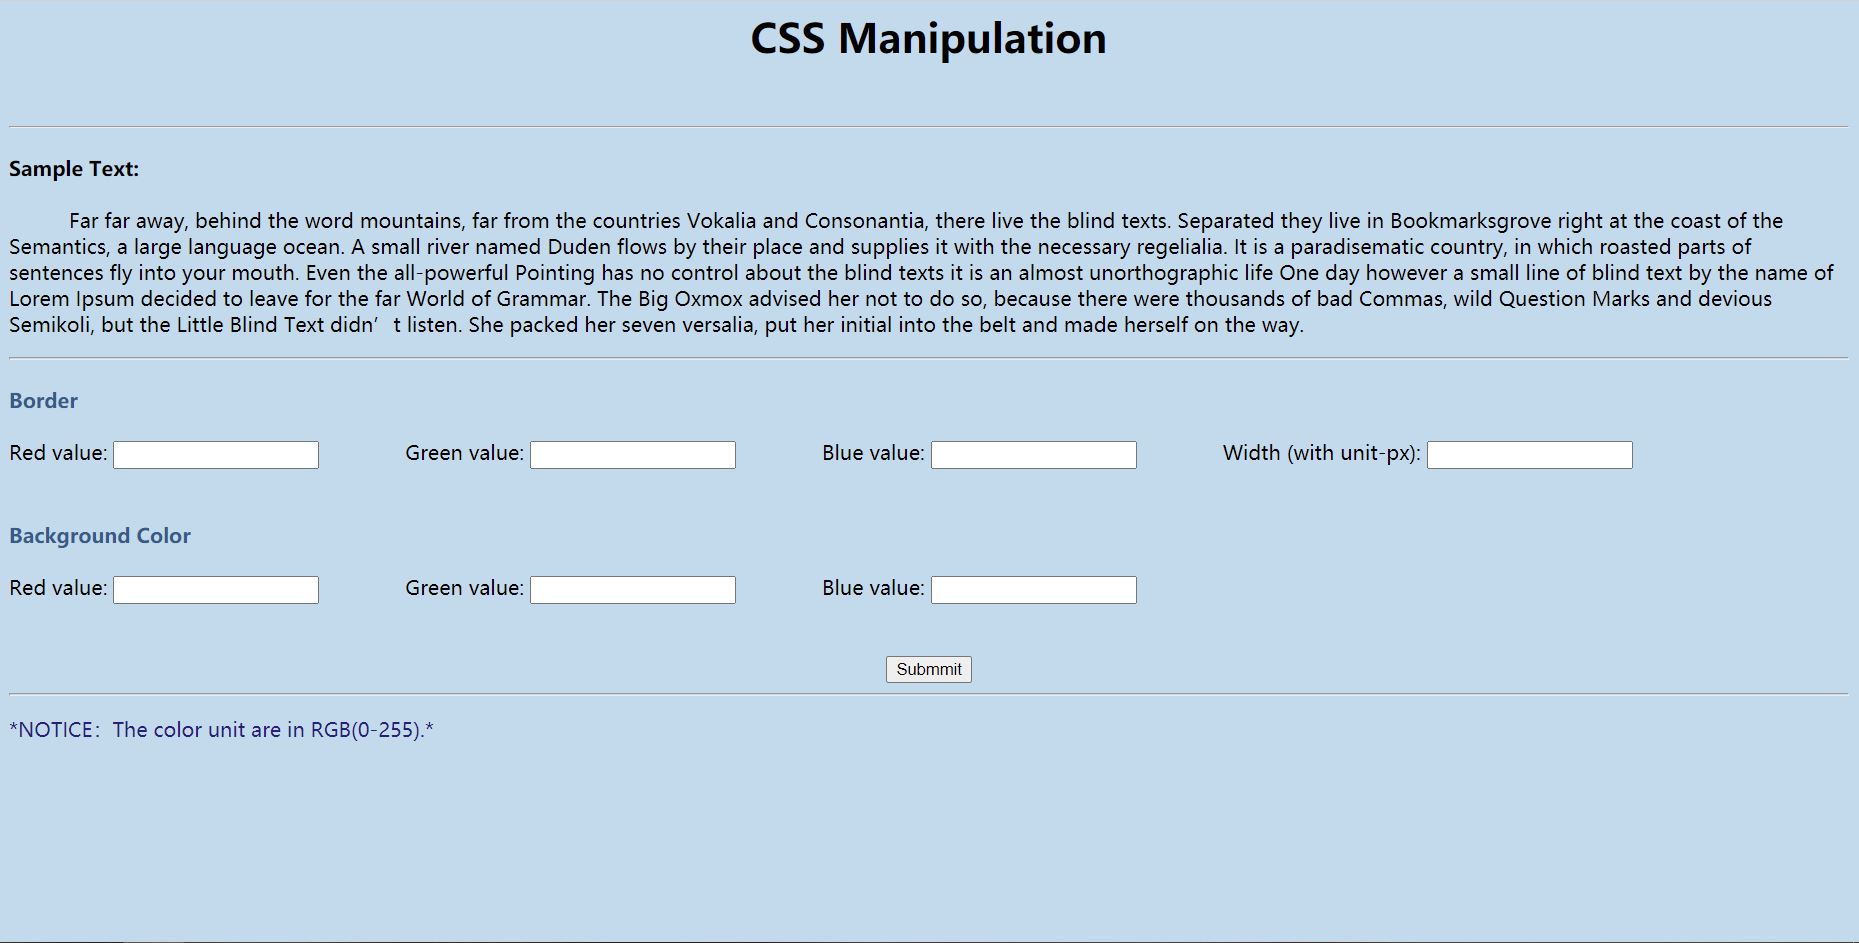 CSS Manipulation
Sample Text:
Far far away, behind the word mountains, far from the countries Vokalia and Consonantia, there live the blind texts. Separated they live in Bookmarksgrove right at the coast of the
Semantics, a large language ocean. A small river named Duden flows by their place and supplies it with the necessary regelialia. It is a paradisematic country, in which roasted parts of
sentences fly into your mouth. Even the all-powerful Pointing has no control about the blind texts it is an almost unorthographic life One day however a small line of blind text by the name of
Lorem Ipsum decided to leave for the far World of Grammar. The Big Oxmox advised her not to do so, because there were thousands of bad Commas, wild Question Marks and devious
Semikoli, but the Little Blind Text didn’t listen. She packed her seven versalia, put her initial into the belt and made herself on the way.
Border
Red value: Green value: Blue value: Width (with unit-px):
Background Color
Red value: Green value: Blue value:
Submmit
*NOTICE：The color unit are in RGB(0-255).*